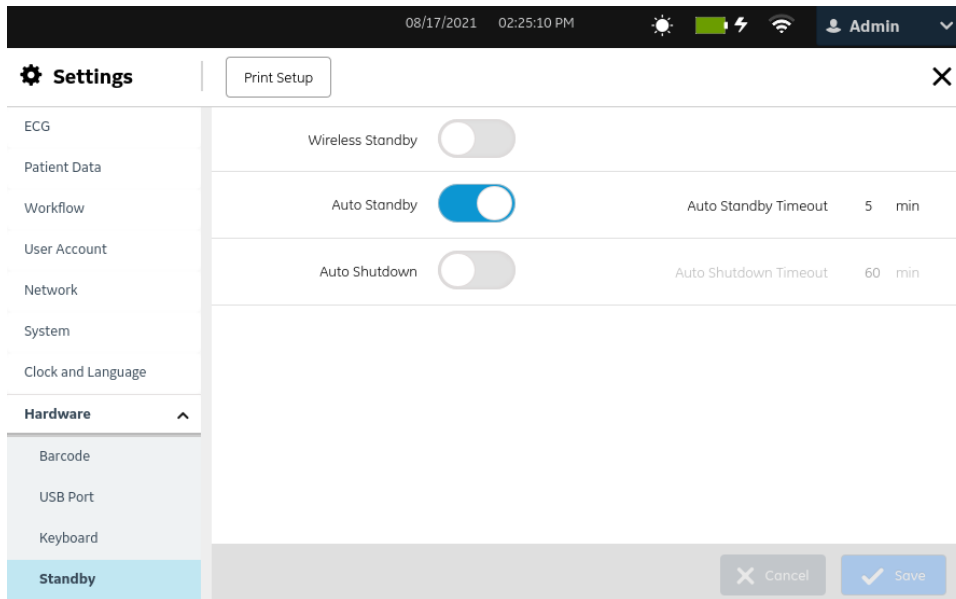 08/17/2021 02:25:10 PM Admin
Settings Print Setup
ECG
Patient Data
Workflow
User Account
Network
System
Clock and Language
Hardware
Barcode
USB Port
Keyboard
Standby
Wireless Standby
Auto Standby Auto Standby Timeout 5 min
Auto Shutdown Auto Shutdown Timeout 60 min
Cancel Save